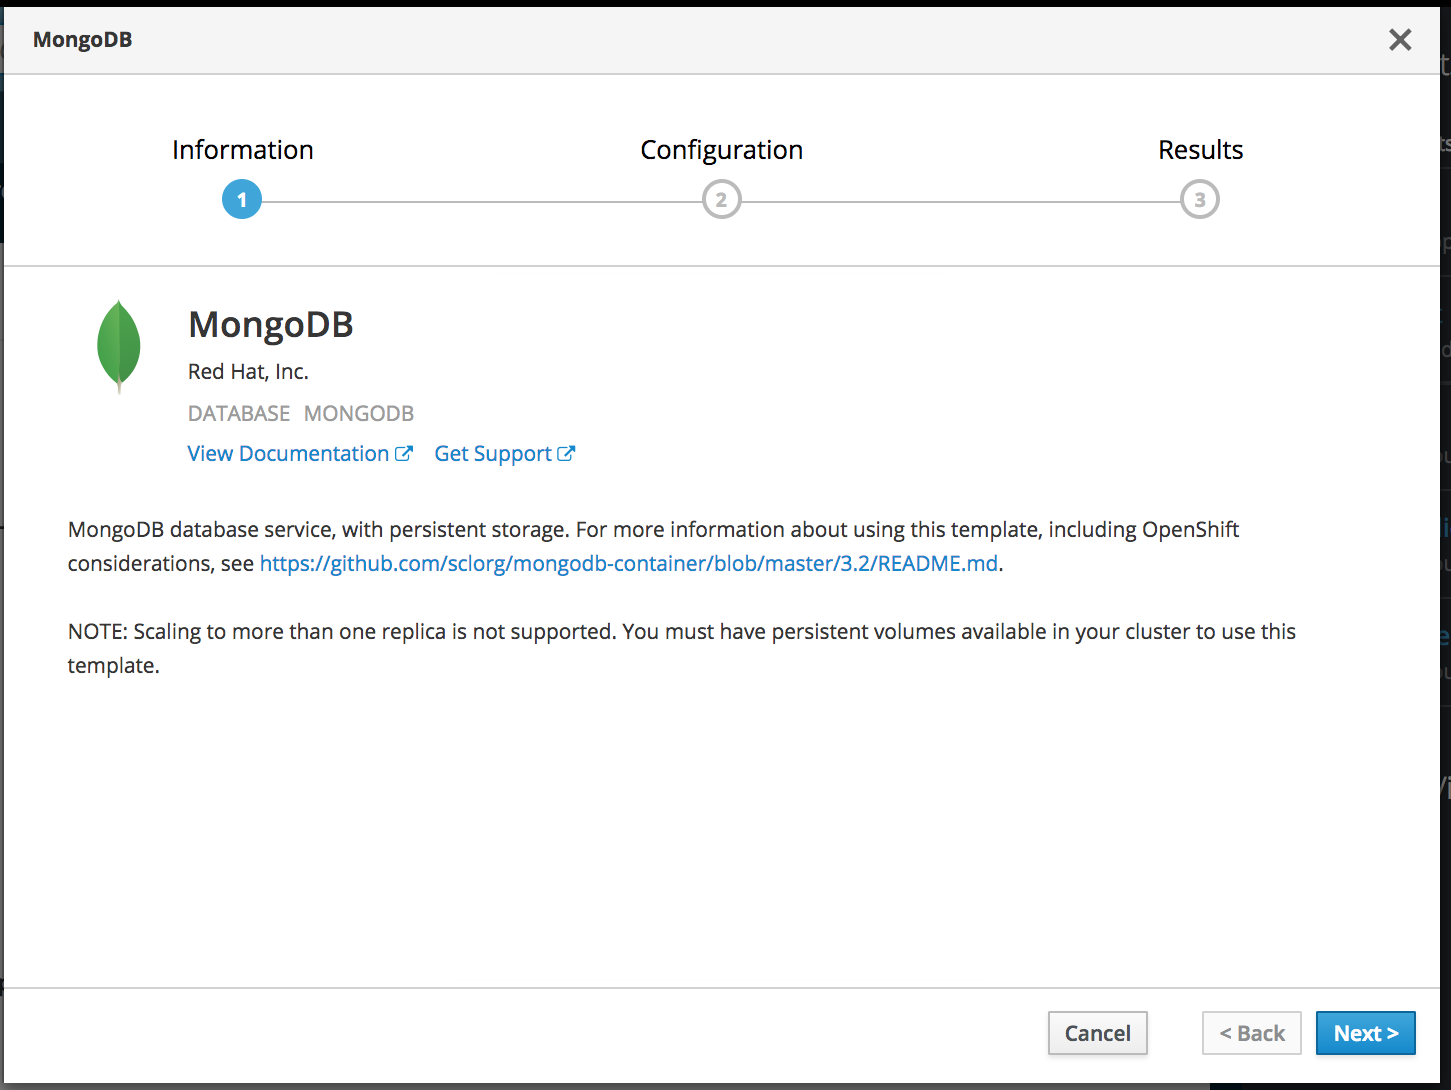 MongoDB
Information
Configuration
Results
1
2
3
MongoDB
Red Hat, Inc.
DATABASE MONGODB
View Documentation Get Support
MongoDB database service, with persistent storage. For more information about using this template, including OpenShift
considerations, see https://github.com/sclorg/mongodb-container/blob/master/3.2/README.md.
NOTE: Scaling to more than one replica is not supported. You must have persistent volumes available in your cluster to use this
template.
Cancel
< Back
Next >